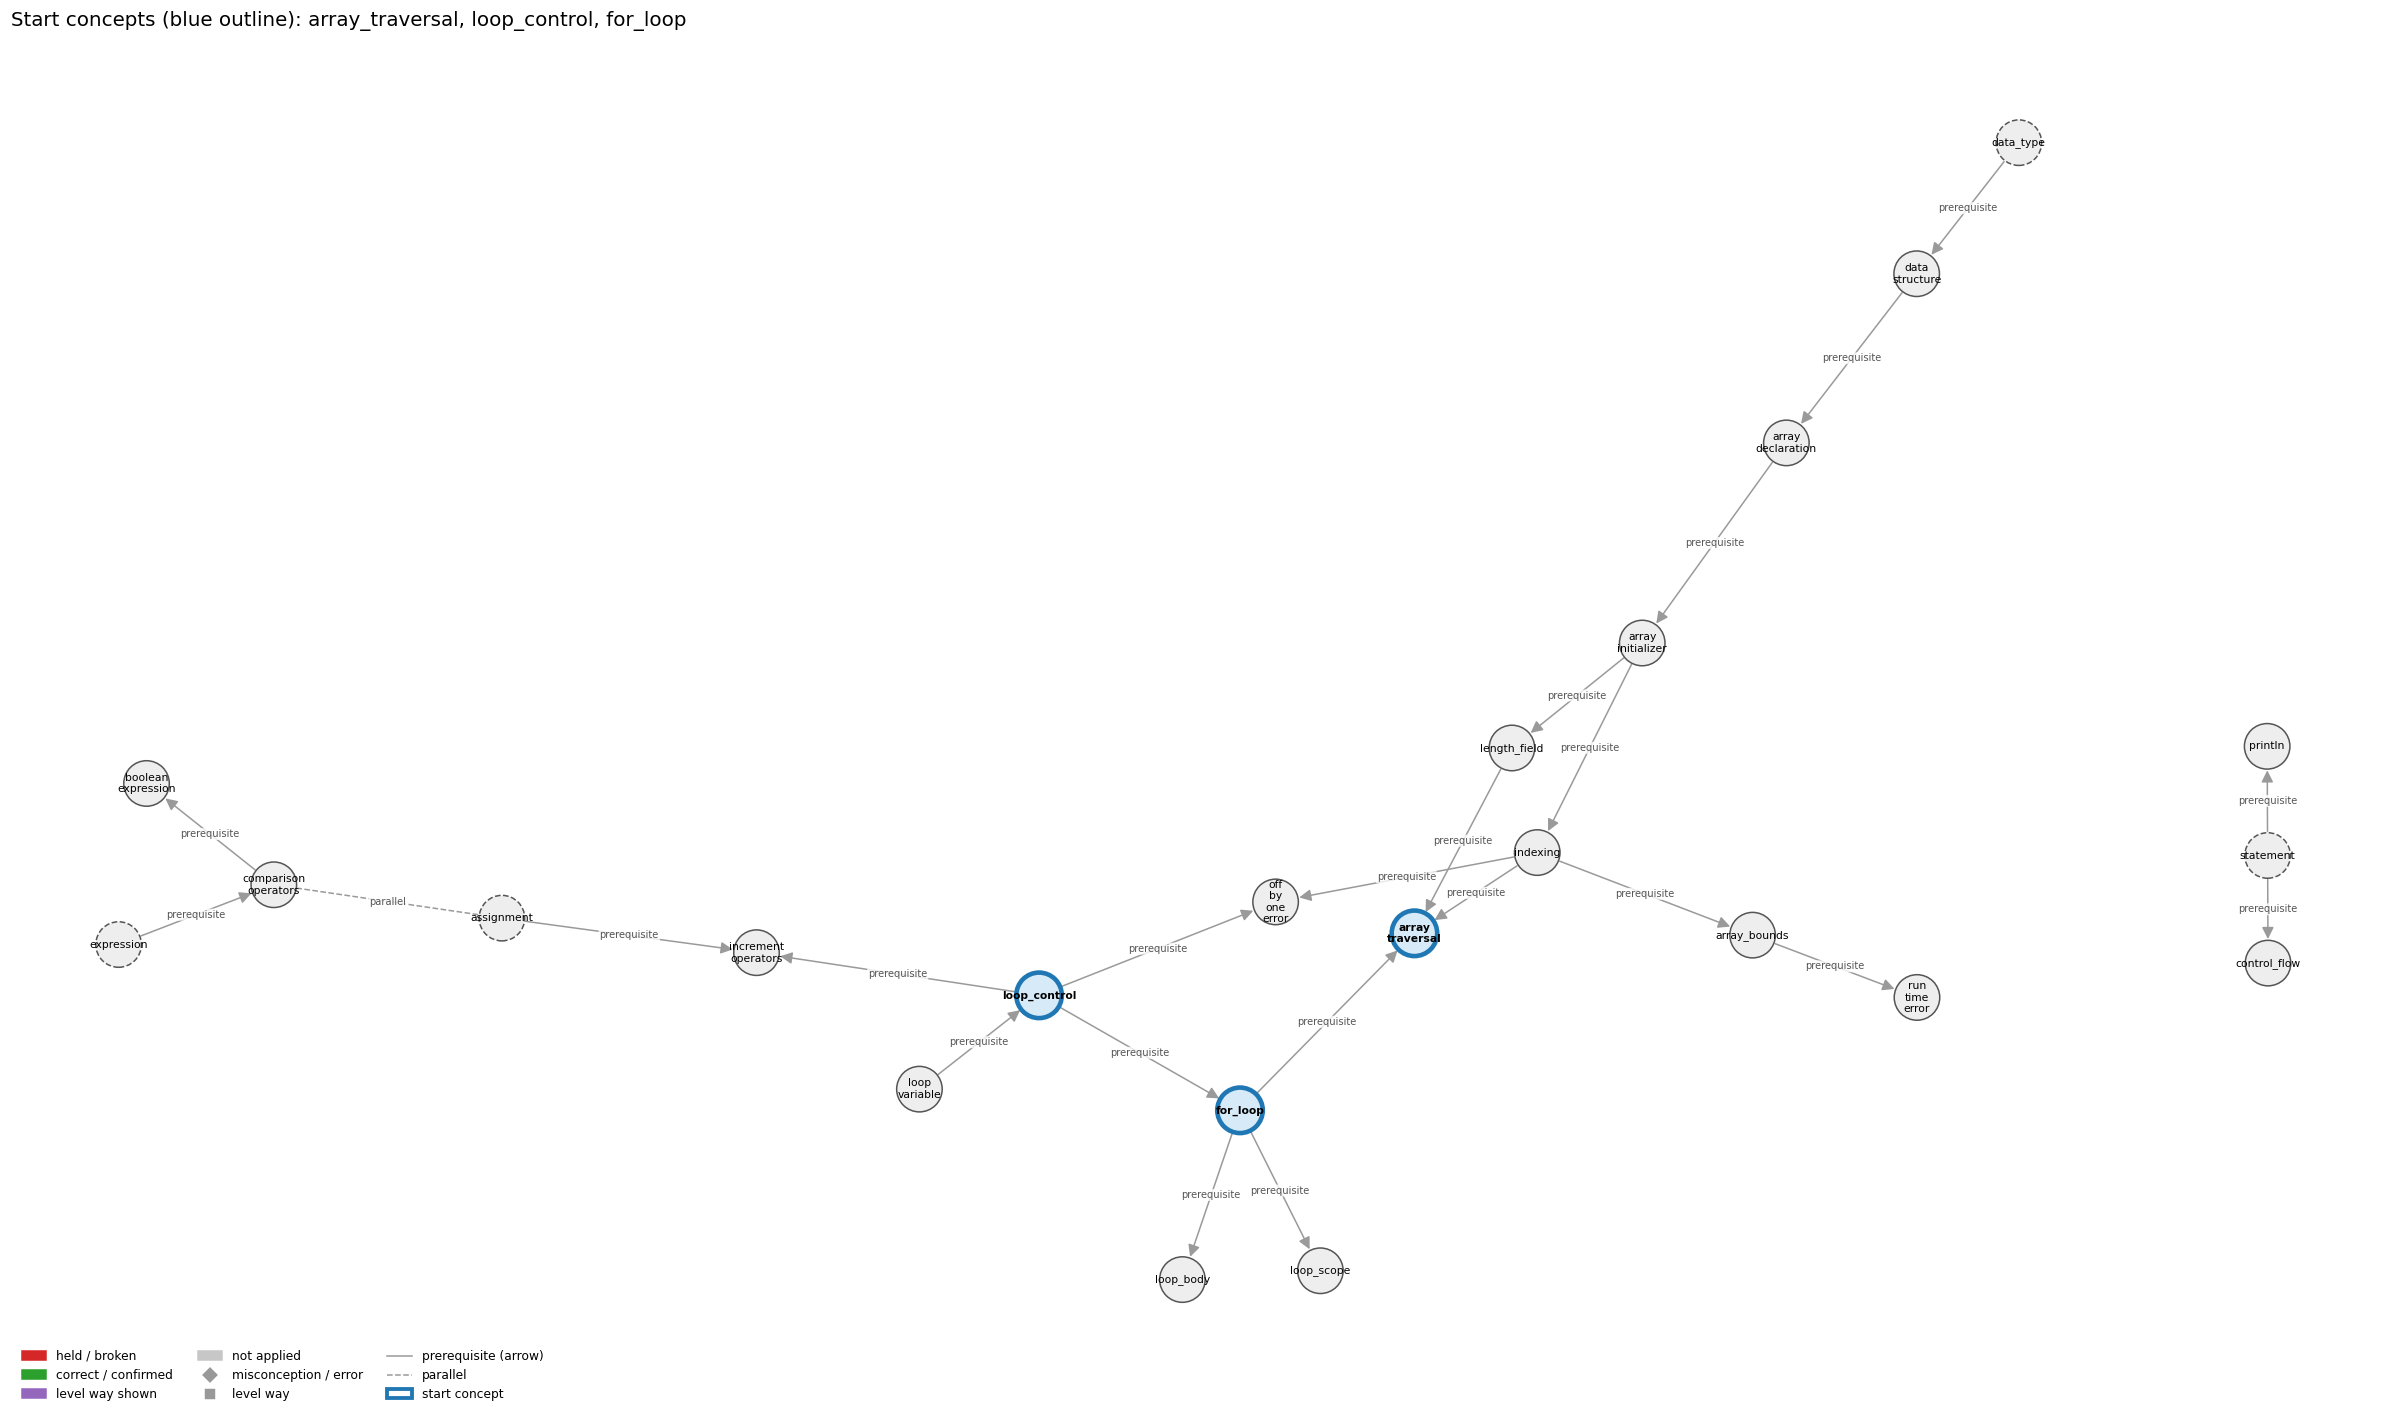 Start concepts (blue outline): array_traversal, loop_control, for_loop
data_type
prerequisite
data
structure
prerequisite
array
declaration
prerequisite
array
initializer
prerequisite
length_field
prerequisite
println
boolean
expression
prerequisite
prerequisite
prerequisite
indexing
statement
prerequisite
comparison
operators
prerequisite
prerequisite
prerequisite
parallel
off
by
one
error
prerequisite
prerequisite
assignment
array
traversal
array_bounds
prerequisite
expression
prerequisite
increment
operators
prerequisite
control_flow
prerequisite
prerequisite
loop_control
run
time
error
prerequisite
prerequisite
prerequisite
loop
variable
for_loop
prerequisite
prerequisite
loop_body
loop_scope
held / broken
correct / confirmed
level way shown
not applied
misconception / error
level way
prerequisite (arrow)
parallel
start concept